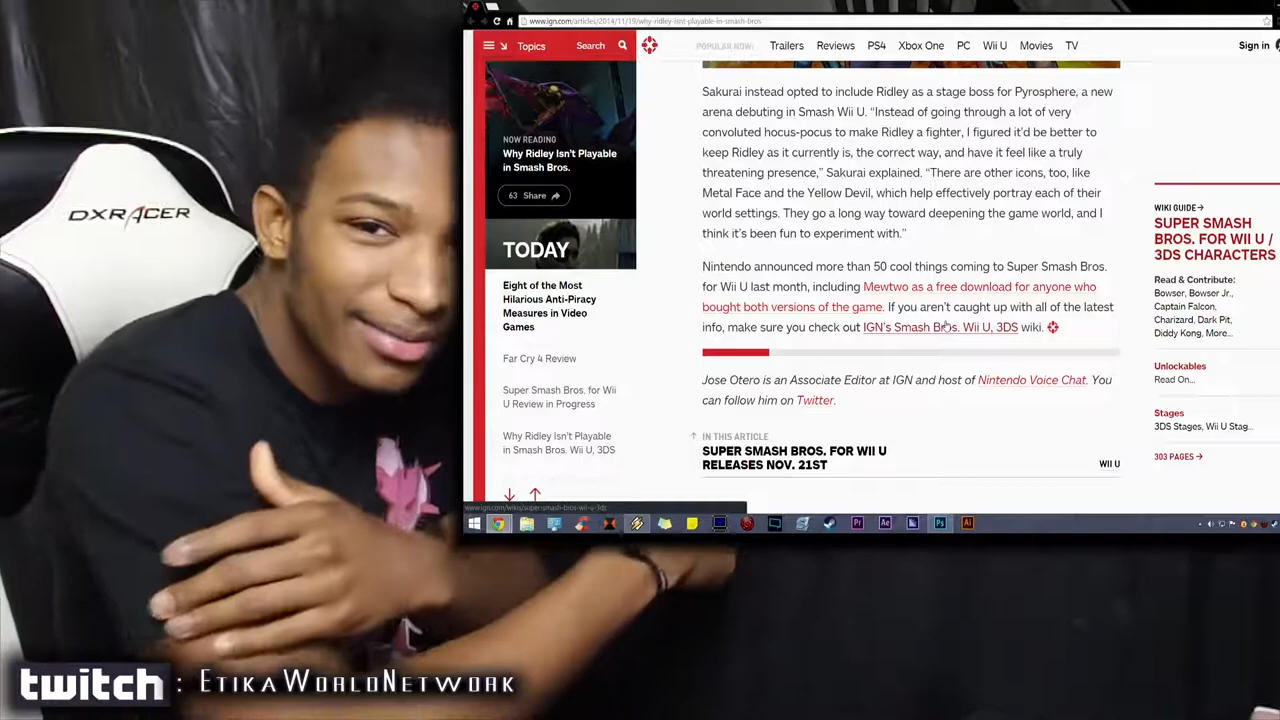 www.ign.com/articles/2014/11/19/why-ridley-isnt-playable-in-smash-bros
Topics
Search
POPULAR NOW:
Trailers
Reviews
PS4
Xbox One
PC
Wii U
Movies
TV
Sign in
NOW READING
Why Ridley Isn't Playable
in Smash Bros.
63 Share
TODAY
Eight of the Most
Hilarious Anti-Piracy
Measures in Video
Games
Far Cry 4 Review
Super Smash Bros. for Wii
U Review in Progress
Why Ridley Isn't Playable
in Smash Bros. Wii U, 3DS
Sakurai instead opted to include Ridley as a stage boss for Pyrosphere, a new
arena debuting in Smash Wii U. “Instead of going through a lot of very
convoluted hocus-pocus to make Ridley a fighter, I figured it’d be better to
keep Ridley as it currently is, the correct way, and have it feel like a truly
threatening presence,” Sakurai explained. “There are other icons, too, like
Metal Face and the Yellow Devil, which help effectively portray each of their
world settings. They go a long way toward deepening the game world, and I
think it’s been fun to experiment with.”
Nintendo announced more than 50 cool things coming to Super Smash Bros.
for Wii U last month, including Mewtwo as a free download for anyone who
bought both versions of the game. If you aren’t caught up with all of the latest
info, make sure you check out IGN’s Smash Bros. Wii U, 3DS wiki.
Jose Otero is an Associate Editor at IGN and host of Nintendo Voice Chat. You
can follow him on Twitter.
IN THIS ARTICLE
SUPER SMASH BROS. FOR WII U
RELEASES NOV. 21ST
WII U
WIKI GUIDE
SUPER SMASH
BROS. FOR WII U /
3DS CHARACTERS
Read & Contribute:
Bowser, Bowser Jr.,
Captain Falcon,
Charizard, Dark Pit,
Diddy Kong, More...
Unlockables
Read On...
Stages
3DS Stages, Wii U Stag...
303 PAGES
www.ign.com/wikis/super-smash-bros-wii-u-3ds
Pr
Ae
Ps
Ai
DXRACER
twitch : EtikaWorldNetwork